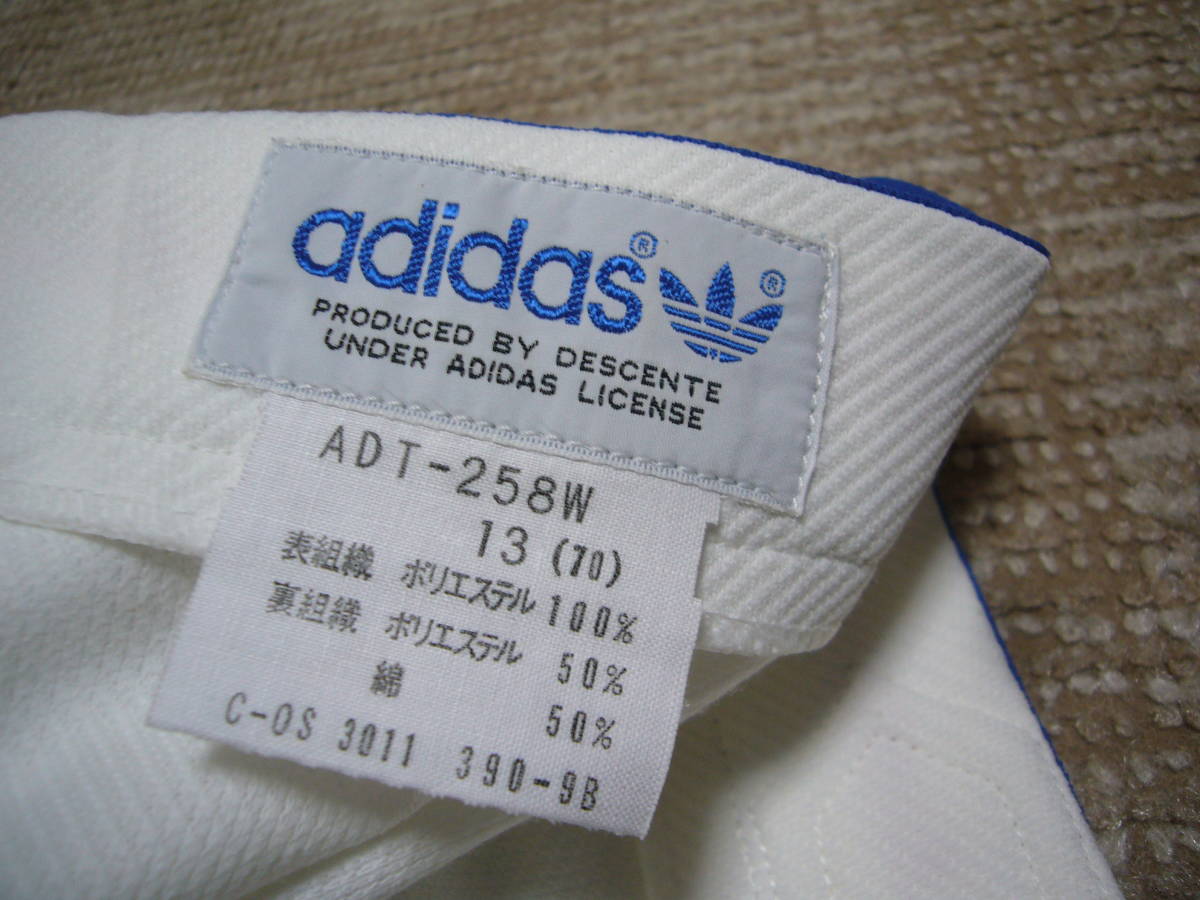 adidas® ®
PRODUCED BY DESCENTE
UNDER ADIDAS LICENSE
ADT-258W
13 (70)
表組織 ポリエステル 100%
裏組織 ポリエステル 50%
綿 50%
C-OS 3011 390-9B